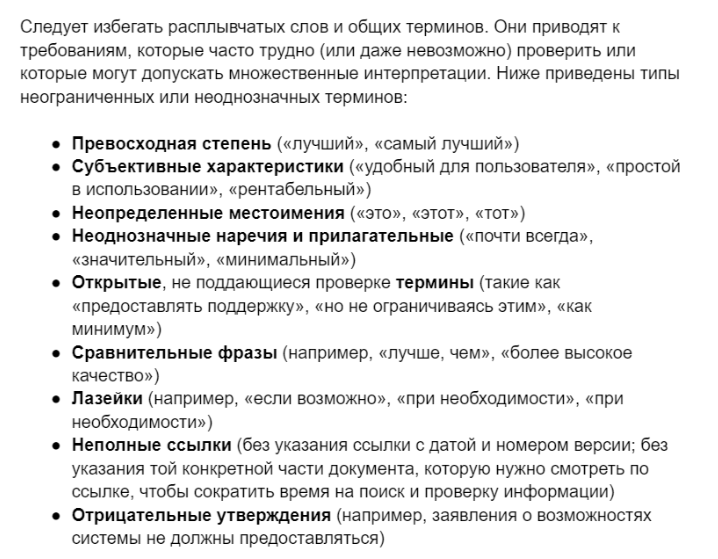 Следует избегать расплывчатых слов и общих терминов. Они приводят к
требованиям, которые часто трудно (или даже невозможно) проверить или
которые могут допускать множественные интерпретации. Ниже приведены типы
неограниченных или неоднозначных терминов:
● Превосходная степень («лучший», «самый лучший»)
● Субъективные характеристики («удобный для пользователя», «простой
в использовании», «рентабельный»)
● Неопределенные местоимения («это», «этот», «тот»)
● Неоднозначные наречия и прилагательные («почти всегда»,
«значительный», «минимальный»)
● Открытые, не поддающиеся проверке термины (такие как
«предоставлять поддержку», «но не ограничиваясь этим», «как
минимум»)
● Сравнительные фразы (например, «лучше, чем», «более высокое
качество»)
● Лазейки (например, «если возможно», «при необходимости», «при
необходимости»)
● Неполные ссылки (без указания ссылки с датой и номером версии; без
указания той конкретной части документа, которую нужно смотреть по
ссылке, чтобы сократить время на поиск и проверку информации)
● Отрицательные утверждения (например, заявления о возможностях
системы не должны предоставляться)